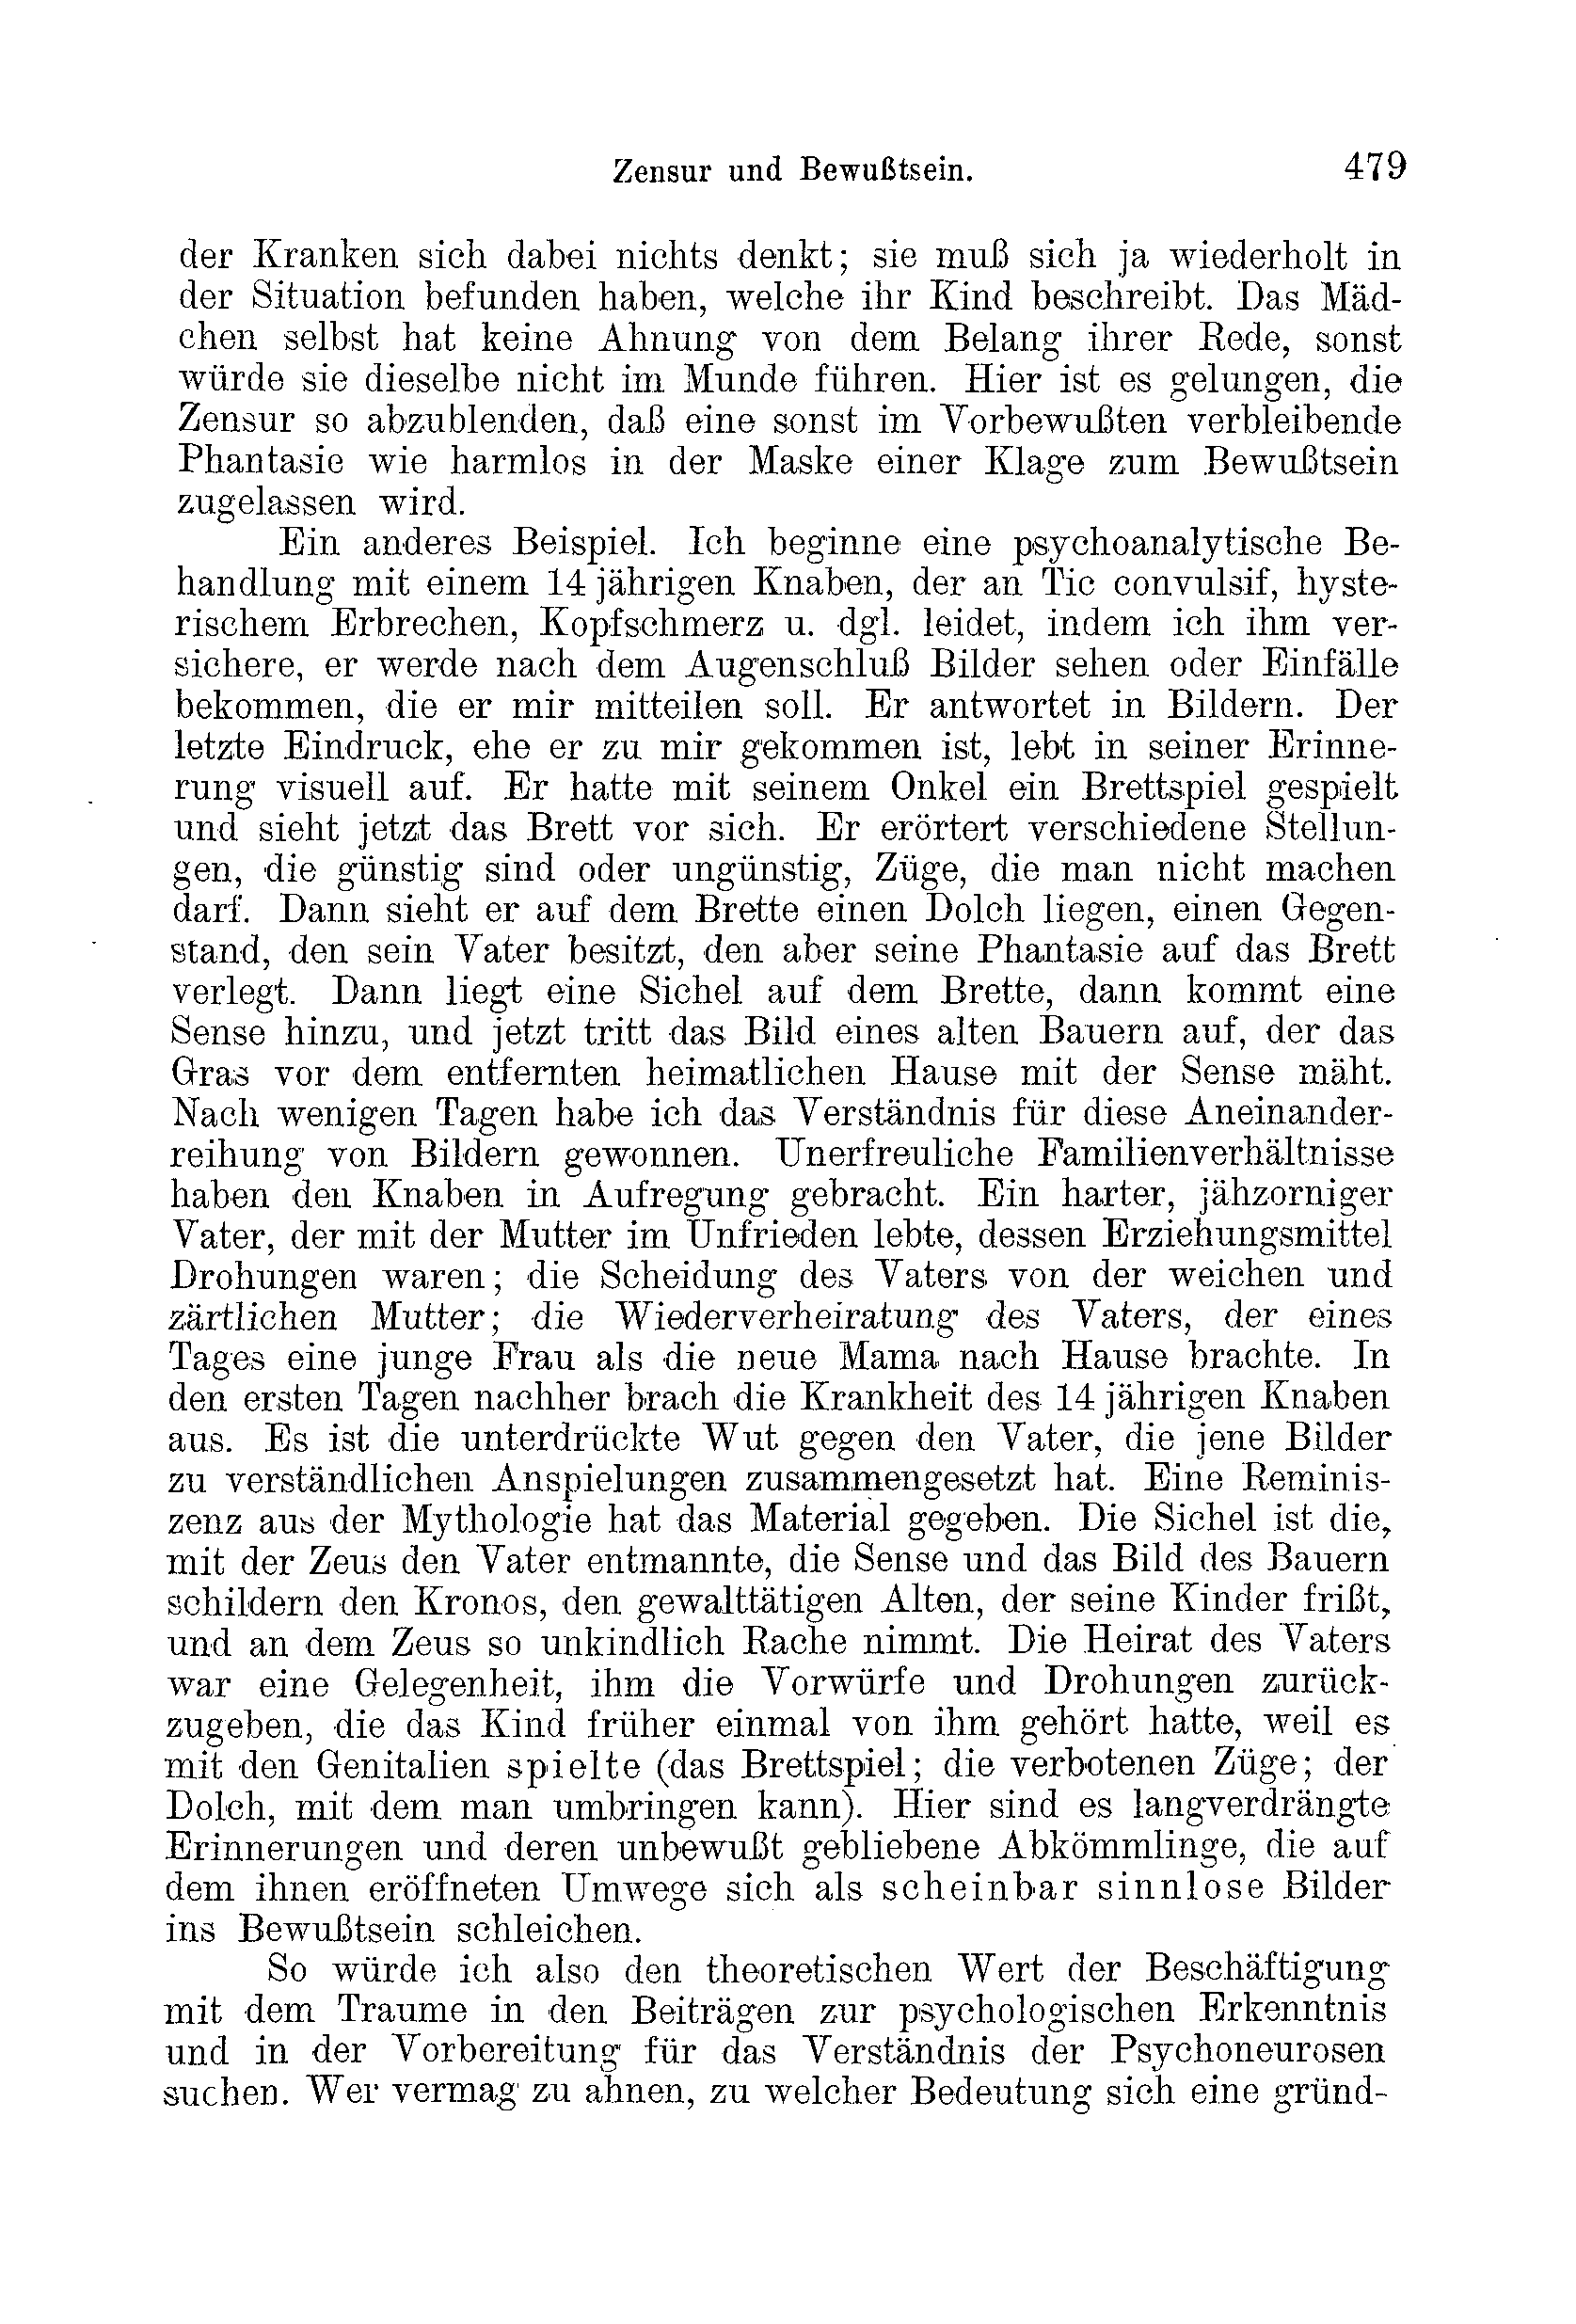 Zensur und Bewußtsein. 479
der Kranken sich dabei nichts denkt; sie muß sich ja wiederholt in
der Situation befunden haben, welche ihr Kind beschreibt. Das Mäd-
chen selbst hat keine Ahnung von dem Belang ihrer Rede, sonst
würde sie dieselbe nicht im Munde führen. Hier ist es gelungen, die
Zensur so abzublenden, daß eine sonst im Vorbewußten verbleibende
Phantasie wie harmlos in der Maske einer Klage zum Bewußtsein
zugelassen wird.
Ein anderes Beispiel. Ich beginne eine psychoanalytische Be-
handlung mit einem 14 jährigen Knaben, der an Tic convulsif, hyste-
rischem Erbrechen, Kopfschmerz u. dgl. leidet, indem ich ihm ver-
sichere, er werde nach dem Augenschluß Bilder sehen oder Einfälle
bekommen, die er mir mitteilen soll. Er antwortet in Bildern. Der
letzte Eindruck, ehe er zu mir gekommen ist, lebt in seiner Erinne-
rung visuell auf. Er hatte mit seinem Onkel ein Brettspiel gespielt
und sieht jetzt das Brett vor sich. Er erörtert verschiedene Stellun-
gen, die günstig sind oder ungünstig, Züge, die man nicht machen
darf. Dann sieht er auf dem Brette einen Dolch liegen, einen Gegen-
stand, den sein Vater besitzt, den aber seine Phantasie auf das Brett
verlegt. Dann liegt eine Sichel auf dem Brette, dann kommt eine
Sense hinzu, und jetzt tritt das Bild eines alten Bauern auf, der das
Gras vor dem entfernten heimatlichen Hause mit der Sense mäht.
Nach wenigen Tagen habe ich das Verständnis für diese Aneinander-
reihung von Bildern gewonnen. Unerfreuliche Familienverhältnisse
haben den Knaben in Aufregung gebracht. Ein harter, jähzorniger
Vater, der mit der Mutter im Unfrieden lebte, dessen Erziehungsmittel
Drohungen waren; die Scheidung des Vaters von der weichen und
zärtlichen Mutter; die Wiederverheiratung des Vaters, der eines
Tages eine junge Frau als die neue Mama nach Hause brachte. In
den ersten Tagen nachher brach die Krankheit des 14 jährigen Knaben
aus. Es ist die unterdrückte Wut gegen den Vater, die jene Bilder
zu verständlichen Anspielungen zusammengesetzt hat. Eine Reminis-
zenz aus der Mythologie hat das Material gegeben. Die Sichel ist die,
mit der Zeus den Vater entmannte, die Sense und das Bild des Bauern
schildern den Kronos, den gewalttätigen Alten, der seine Kinder frißt,
und an dem Zeus so unkindlich Rache nimmt. Die Heirat des Vaters
war eine Gelegenheit, ihm die Vorwürfe und Drohungen zurück-
zugeben, die das Kind früher einmal von ihm gehört hatte, weil es
mit den Genitalien spielte (das Brettspiel; die verbotenen Züge; der
Dolch, mit dem man umbringen kann). Hier sind es langverdrängte
Erinnerungen und deren unbewußt gebliebene Abkömmlinge, die auf
dem ihnen eröffneten Umwege sich als scheinbar sinnlose Bilder
ins Bewußtsein schleichen.
So würde ich also den theoretischen Wert der Beschäftigung
mit dem Traume in den Beiträgen zur psychologischen Erkenntnis
und in der Vorbereitung für das Verständnis der Psychoneurosen
suchen. Wer vermag zu ahnen, zu welcher Bedeutung sich eine gründ-